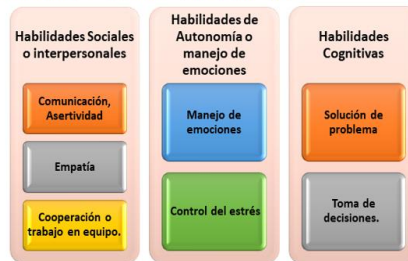 Habilidades Sociales
o interpersonales
Comunicación,
Asertividad
Empatía
Cooperación o
trabajo en equipo.
Habilidades de
Autonomía o
manejo de
emociones
Manejo de
emociones
Control del estrés
Habilidades
Cognitivas
Solución de
problema
Toma de
decisiones.